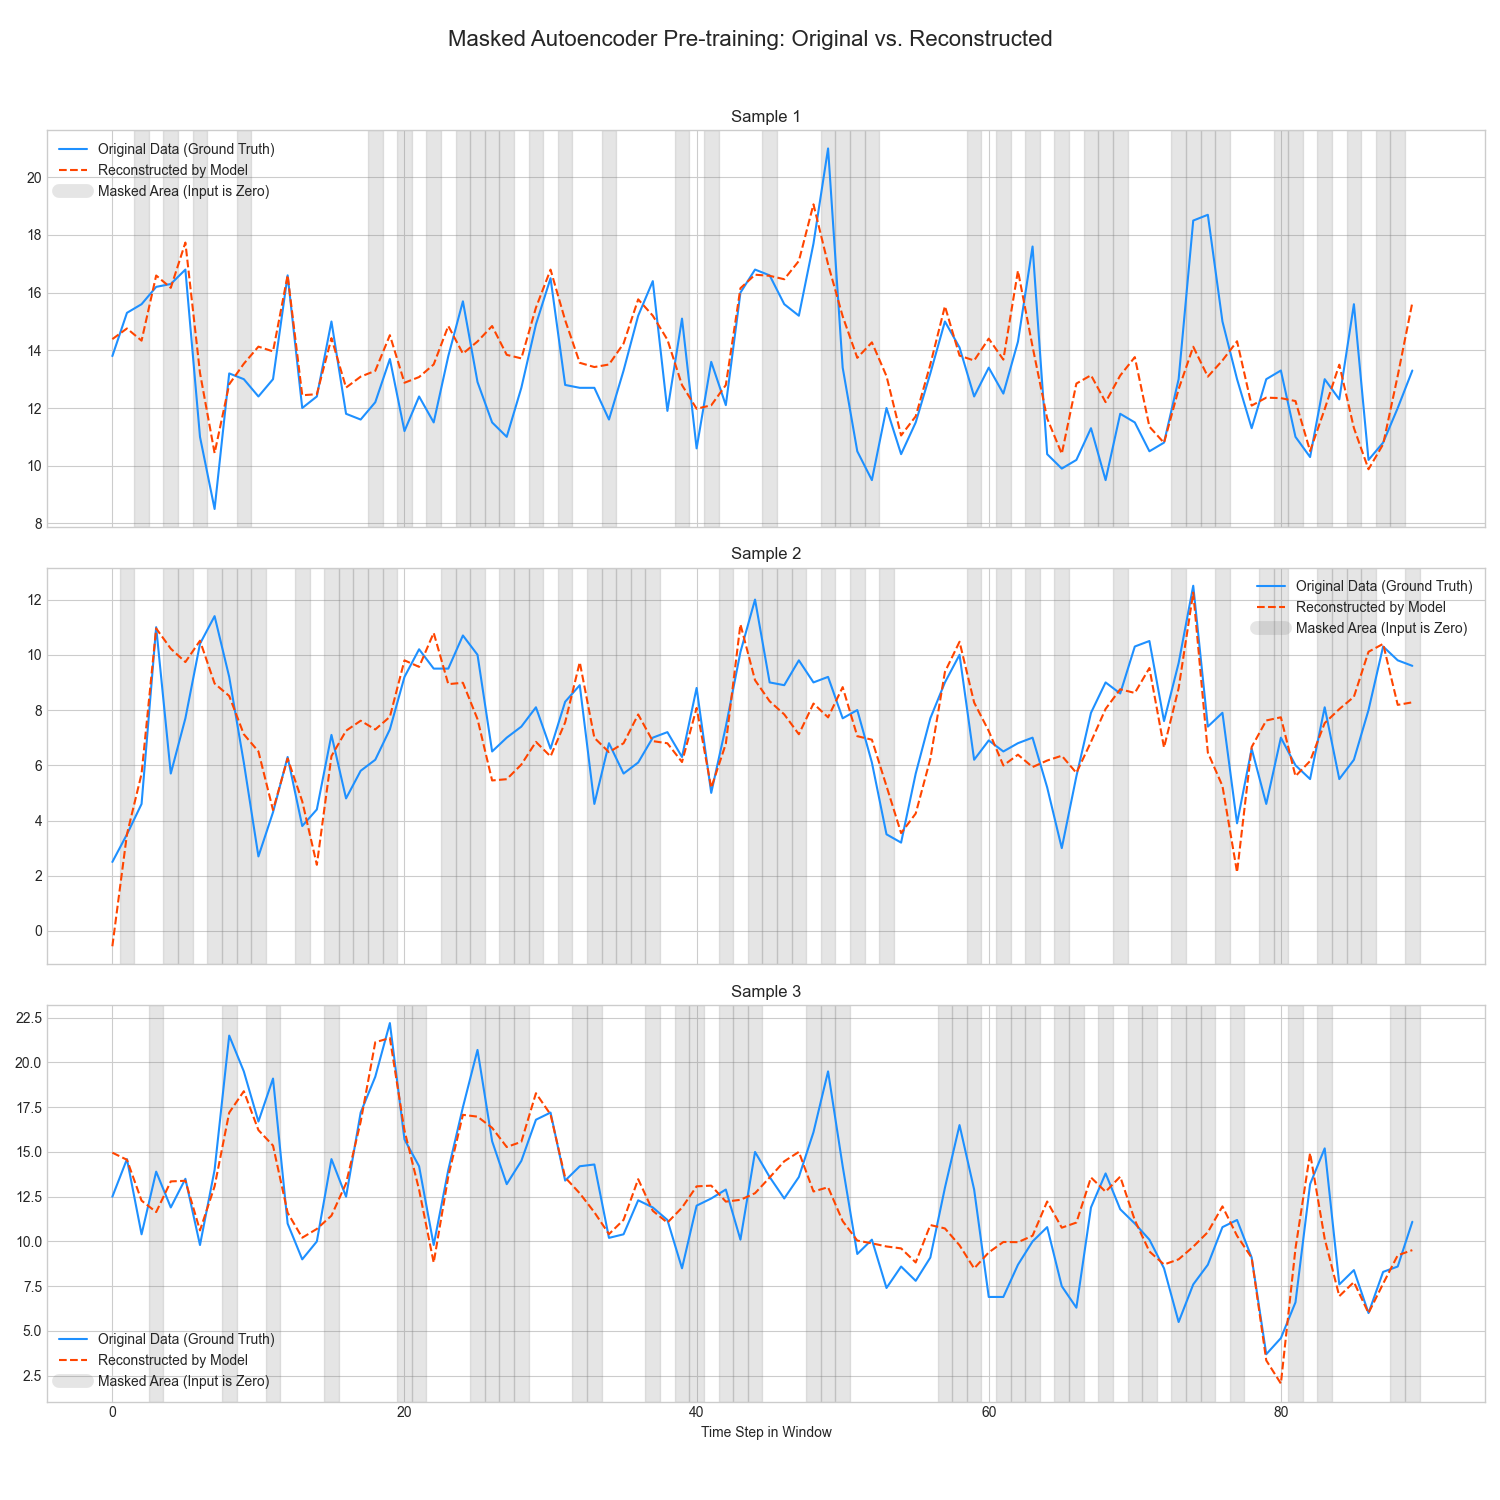 Masked Autoencoder Pre-training: Original vs. Reconstructed
Sample 1
Original Data (Ground Truth)
Reconstructed by Model
Masked Area (Input is Zero)
20
18
16
14
12
10
8
Sample 2
Original Data (Ground Truth)
Reconstructed by Model
Masked Area (Input is Zero)
12
10
8
6
4
2
0
Sample 3
22.5
20.0
17.5
15.0
12.5
10.0
7.5
5.0
2.5
Original Data (Ground Truth)
Reconstructed by Model
Masked Area (Input is Zero)
0 20 40 60 80
Time Step in Window